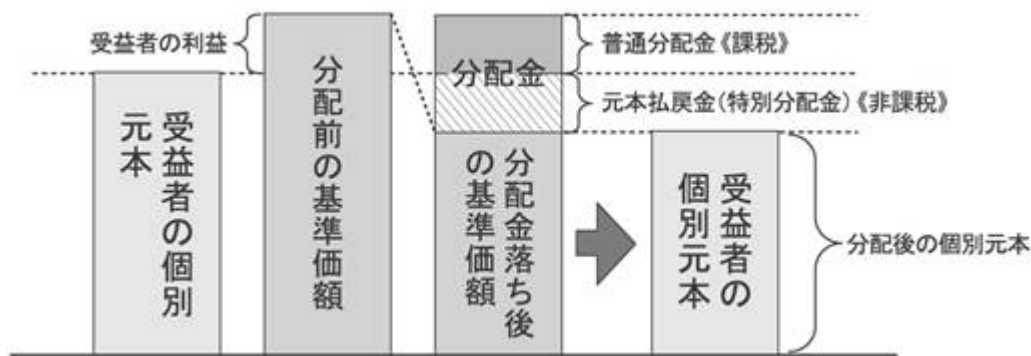 受益者の利益
受益者の個別
元本
分配前の基準価額
分配金
分配金落ち後
の基準価額
普通分配金《課税》
元本払戻金(特別分配金)《非課税》
受益者の
個別元本
分配後の個別元本